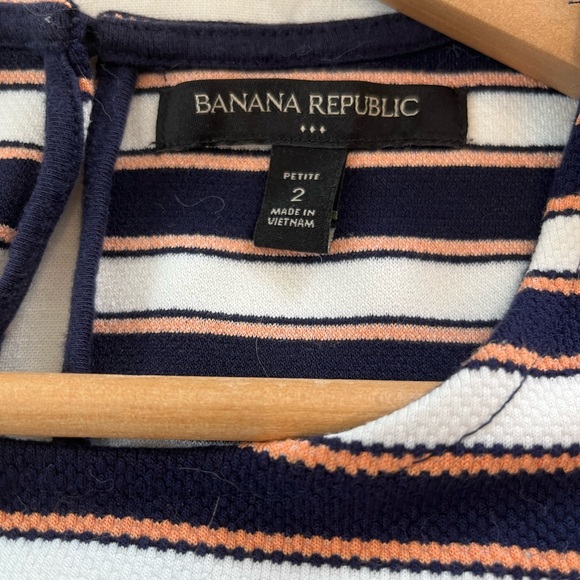 BANANA REPUBLIC
PETITE
2
MADE IN
VIETNAM